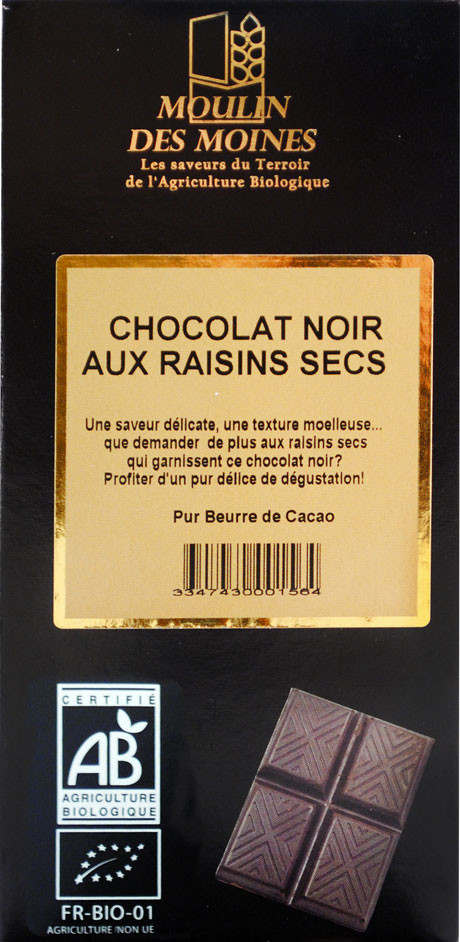 MOULIN
DES MOINES
Les saveurs du Terroir
de l'Agriculture Biologique
CHOCOLAT NOIR
AUX RAISINS SECS
Une saveur délicate, une texture moelleuse...
que demander de plus aux raisins secs
qui garnissent ce chocolat noir?
Profiter d'un pur délice de dégustation!
Pur Beurre de Cacao
3347430001564
CERTIFIÉ
AB
AGRICULTURE
BIOLOGIQUE
FR-BIO-01
AGRICULTURE NON UE